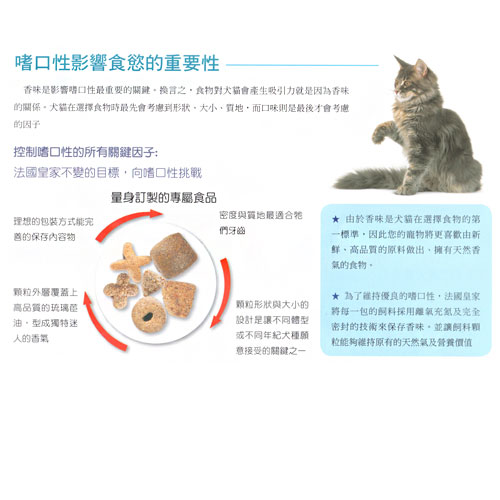 嗜口性影響食慾的重要性
香味是影響嗜口性最重要的關鍵。換言之，食物對犬貓會產生吸引力就是因為香味
的關係。犬貓在選擇食物時最先會考慮到形狀、大小、質地，而口味則是最後才會考慮
的因子
控制嗜口性的所有關鍵因子:
法國皇家不變的目標，向嗜口性挑戰
量身訂製的專屬食品
理想的包裝方式能完
善的保存內容物
密度與質地最適合牠
們牙齒
顆粒外層覆蓋上
高品質的琉璃苣
油，型成獨特迷
人的香氣
顆粒形狀與大小的
設計是讓不同體型
或不同年紀犬種願
意接受的關鍵之一
★ 由於香味是犬貓在選擇食物的第
一標準，因此您的寵物將更喜歡由新
鮮、高品質的原料做出、擁有天然香
氣的食物。
★ 為了維持優良的嗜口性，法國皇家
將每一包的飼料採用離氧充氮及完全
密封的技術來保存香味，並讓飼料顆
粒能夠維持原有的天然氣及營養價值